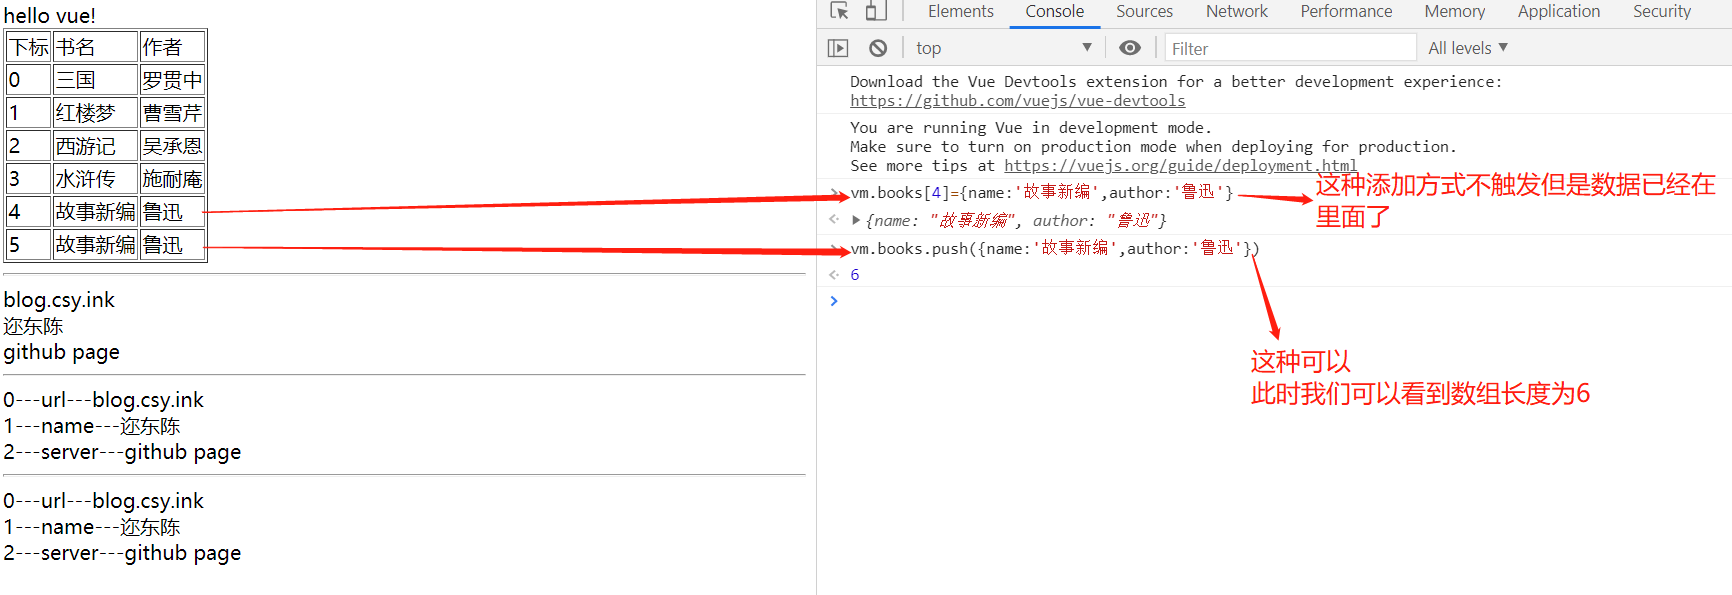 hello vue!
下标 书名 作者
0 三国 罗贯中
1 红楼梦 曹雪芹
2 西游记 吴承恩
3 水浒传 施耐庵
4 故事新编 鲁迅
5 故事新编 鲁迅
blog.csy.ink
迩东陈
github page
0---url---blog.csy.ink
1---name---迩东陈
2---server---github page
0---url---blog.csy.ink
1---name---迩东陈
2---server---github page
Elements Console Sources Network Performance Memory Application Security
top Filter All levels
Download the Vue Devtools extension for a better development experience:
https://github.com/vuejs/vue-devtools
You are running Vue in development mode.
Make sure to turn on production mode when deploying for production.
See more tips at https://vuejs.org/guide/deployment.html
vm.books[4]={name:'故事新编',author:'鲁迅'}
{name: "故事新编", author: "鲁迅"}
vm.books.push({name:'故事新编',author:'鲁迅'})
6
这种添加方式不触发但是数据已经在
里面了
这种可以
此时我们可以看到数组长度为6